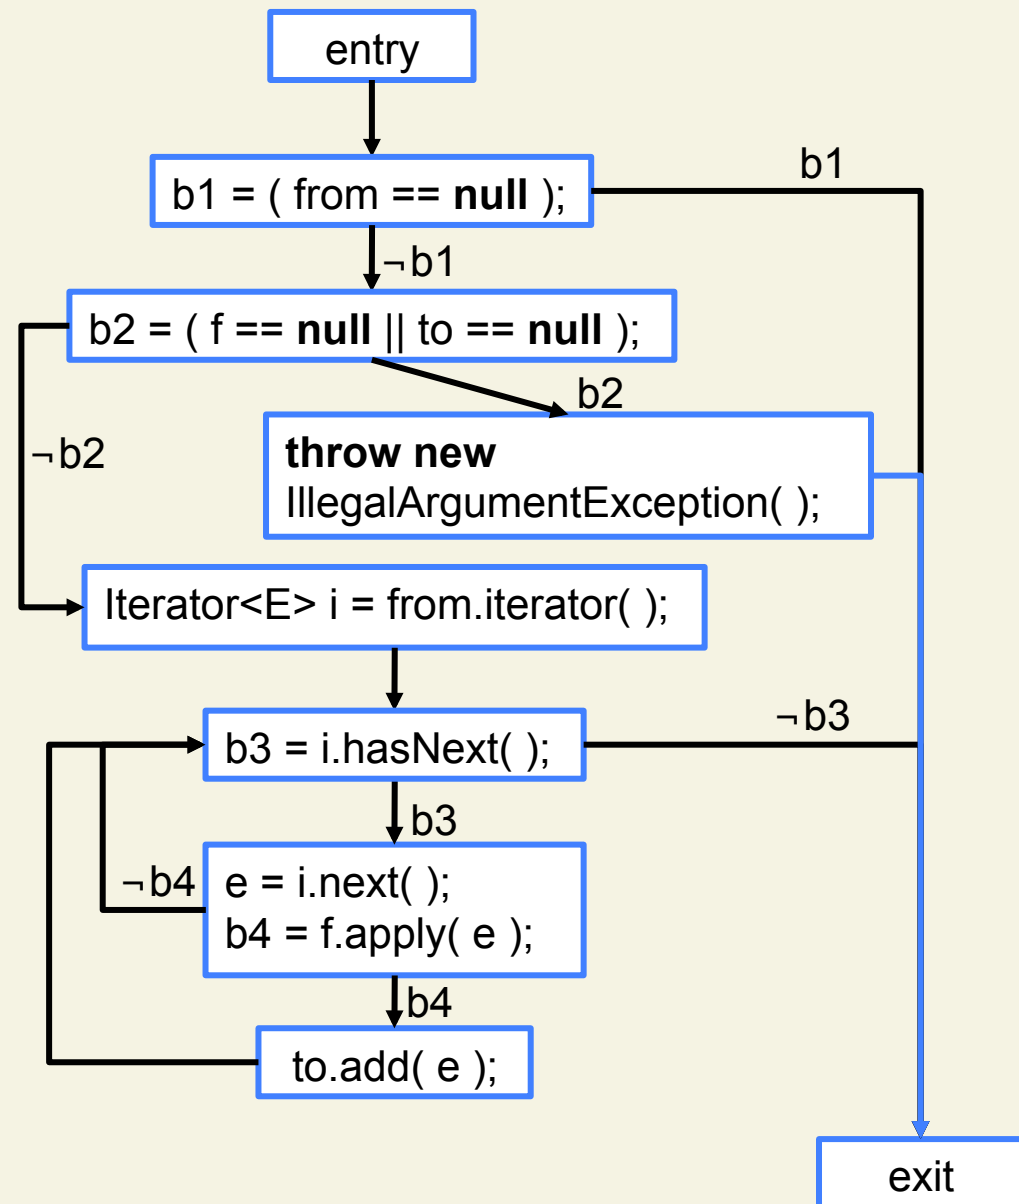 entry
b1
b1 = ( from == null );
¬b1
b2 = ( f == null || to == null );
b2
¬b2
throw new
IllegalArgumentException( );
Iterator<E> i = from.iterator( );
¬b3
b3 = i.hasNext( );
b3
¬b4
e = i.next( );
b4 = f.apply( e );
b4
to.add( e );
exit